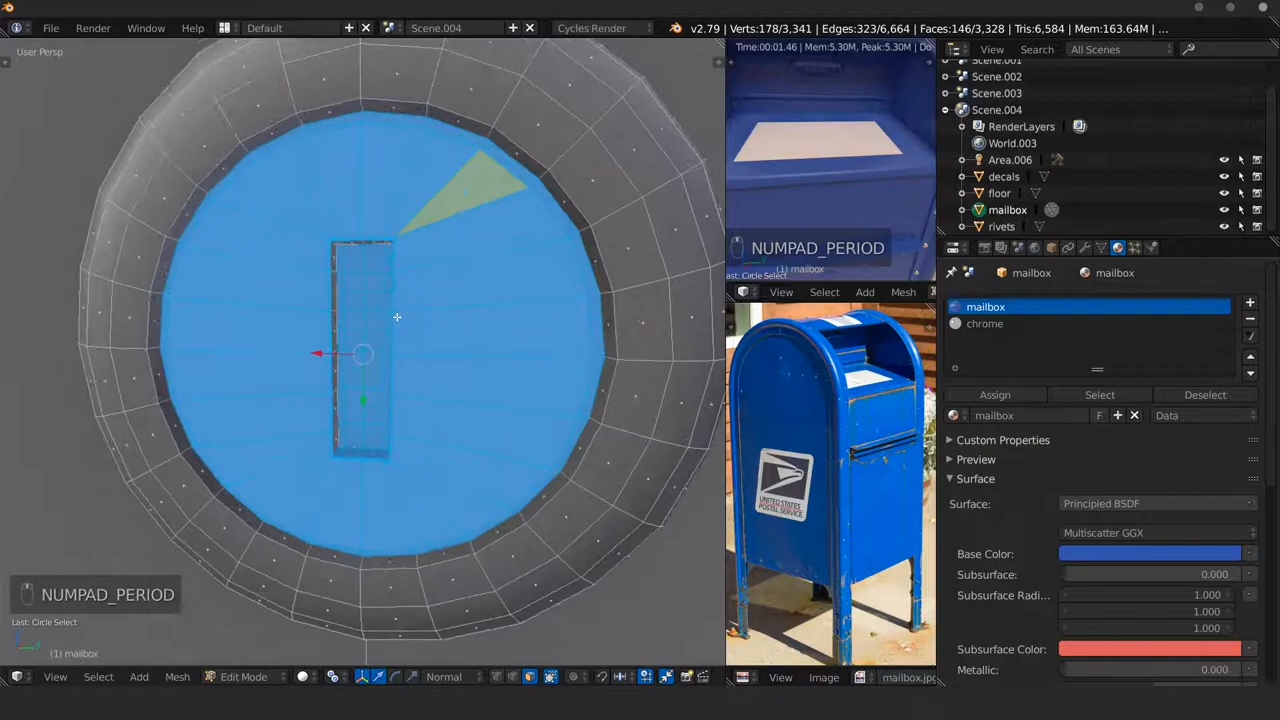 File Render Window Help Default Scene.004 Cycles Render v2.79 | Verts:178/3,341 | Edges:323/6,664 | Faces:146/3,328 | Tris:6,584 | Mem:163.64M | ...
User Persp
NUMPAD_PERIOD
Last: Circle Select
(1) mailbox
View Select Add Mesh Edit Mode Normal
Time:00:01.46 | Mem:5.30M, Peak:5.30M | Do
NUMPAD_PERIOD
(1) mailbox
Last: Circle Select
View Select Add Mesh
UNITED STATES
POSTAL SERVICE
View Image mailbox.jpg
View Search All Scenes
Scene.001
Scene.002
Scene.003
Scene.004
RenderLayers
World.003
Area.006
decals
floor
mailbox
rivets
mailbox mailbox
mailbox
chrome
Assign Select Deselect
mailbox F Data
Custom Properties
Preview
Surface
Surface: Principled BSDF
Multiscatter GGX
Base Color:
Subsurface: 0.000
Subsurface Radi... 1.000
1.000
1.000
Subsurface Color:
Metallic: 0.000